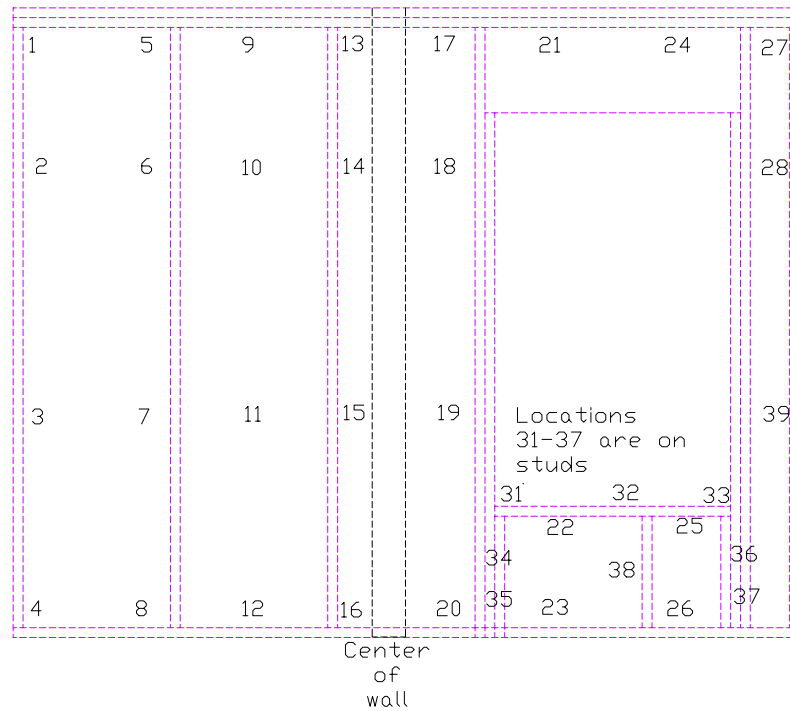 1 5 9 13 17 21 24 27
2 6 10 14 18 28
3 7 11 15 19 39
Locations
31-37 are on
studs
31 32 33
22 25
34 38 36
35 37
4 8 12 16 20 23 26
Center
of
wall